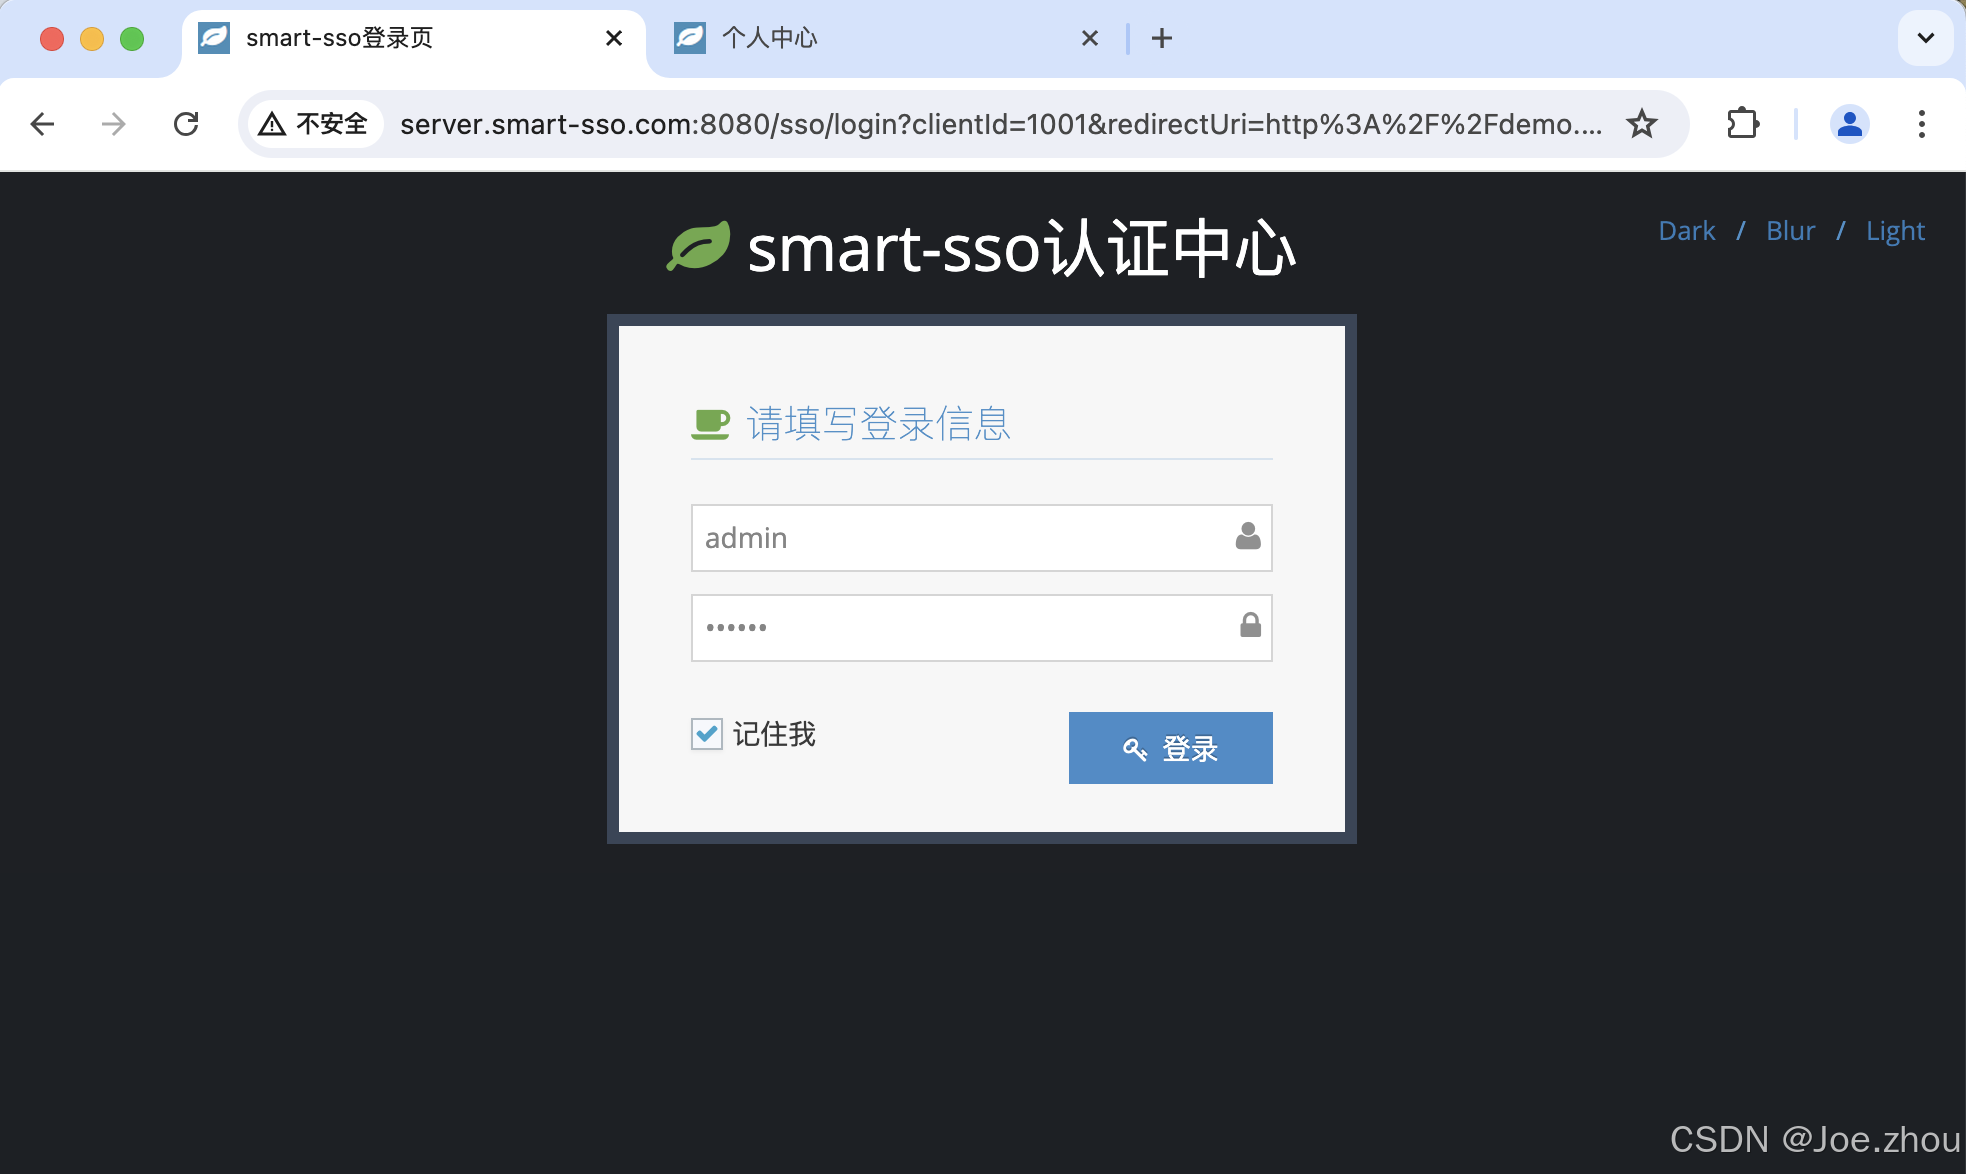 smart-sso登录页
个人中心
不安全
server.smart-sso.com:8080/sso/login?clientId=1001&redirectUri=http%3A%2F%2Fdemo....
smart-sso认证中心
Dark / Blur / Light
请填写登录信息
admin
••••••
记住我
登录
CSDN @Joe.zhou